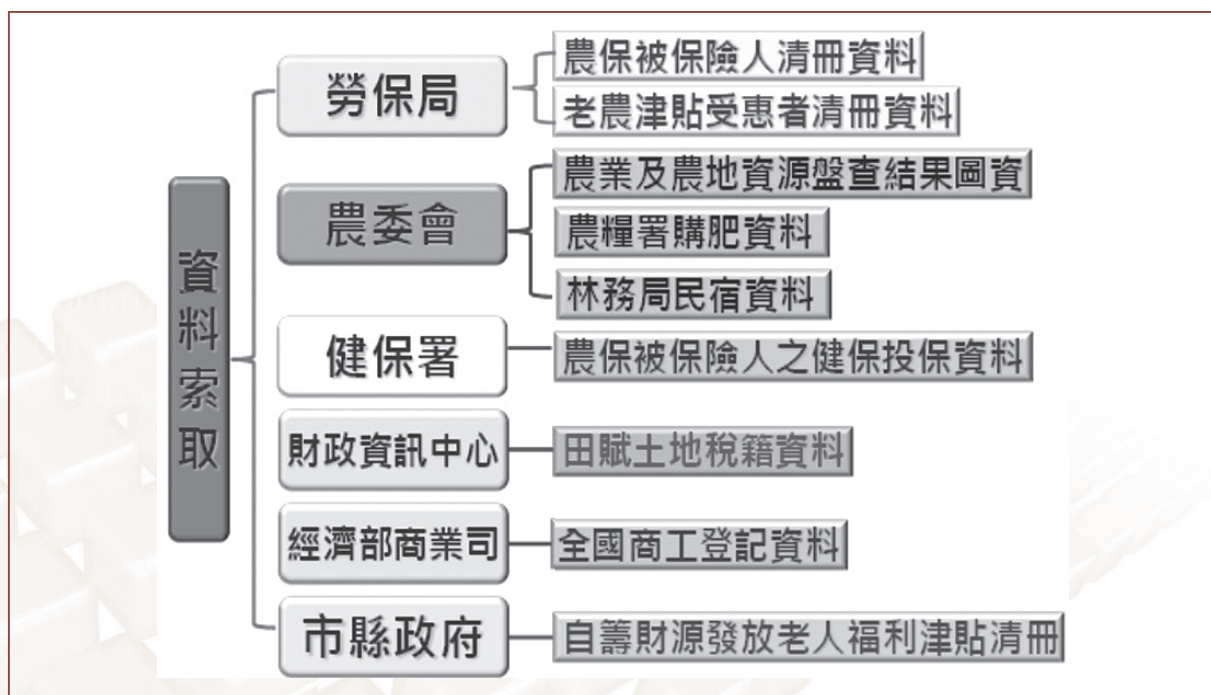 資料索取
勞保局
農保被保險人清冊資料
老農津貼受惠者清冊資料
農委會
農業及農地資源盤查結果圖資
農糧署購肥資料
林務局民宿資料
健保署
農保被保險人之健保投保資料
財政資訊中心
田賦土地稅籍資料
經濟部商業司
全國商工登記資料
市縣政府
自籌財源發放老人福利津貼清冊